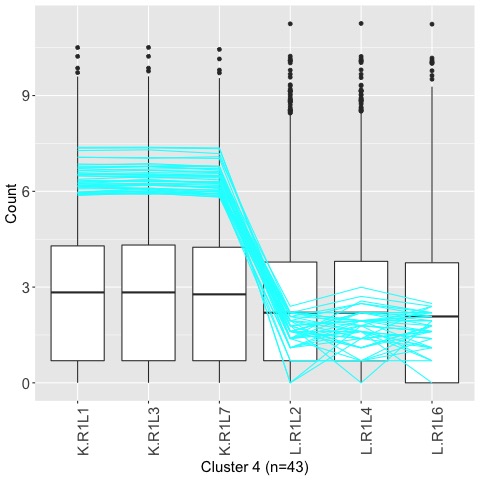 Count
9
6
3
0
K.R1L1
K.R1L3
K.R1L7
L.R1L2
L.R1L4
L.R1L6
Cluster 4 (n=43)